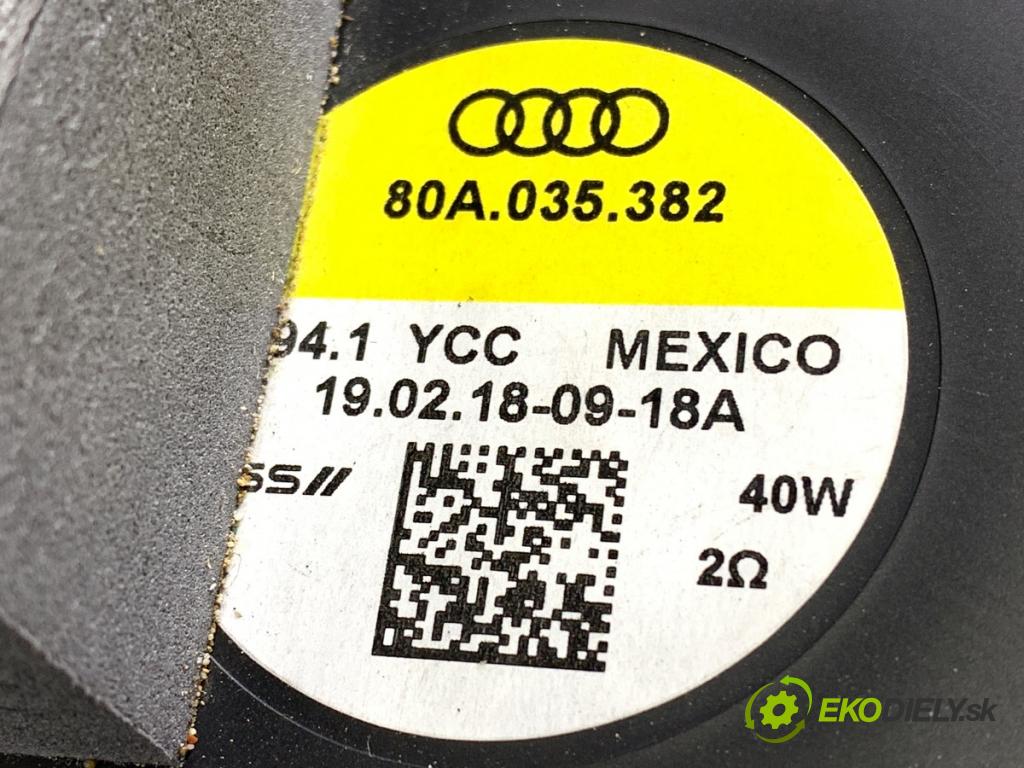 80A.035.382
94.1 YCC MEXICO
19.02.18-09-18A
SS//
40W
2Ω
EKODIELY.sk